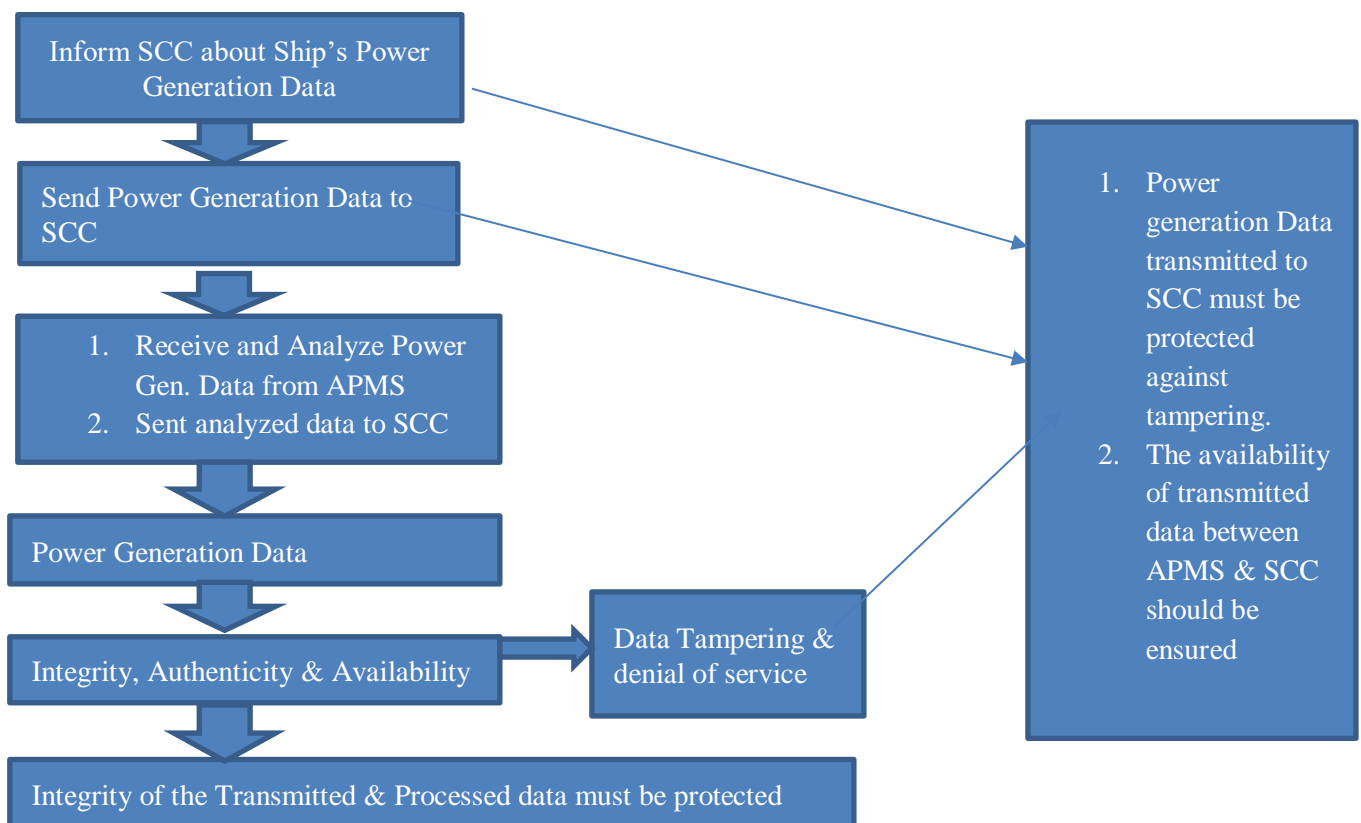 Inform SCC about Ship's Power
Generation Data
Send Power Generation Data to
SCC
1. Receive and Analyze Power
Gen. Data from APMS
2. Sent analyzed data to SCC
Power Generation Data
Integrity, Authenticity & Availability
Data Tampering &
denial of service
Integrity of the Transmitted & Processed data must be protected
1. Power
generation Data
transmitted to
SCC must be
protected
against
tampering.
2. The availability
of transmitted
data between
APMS & SCC
should be
ensured